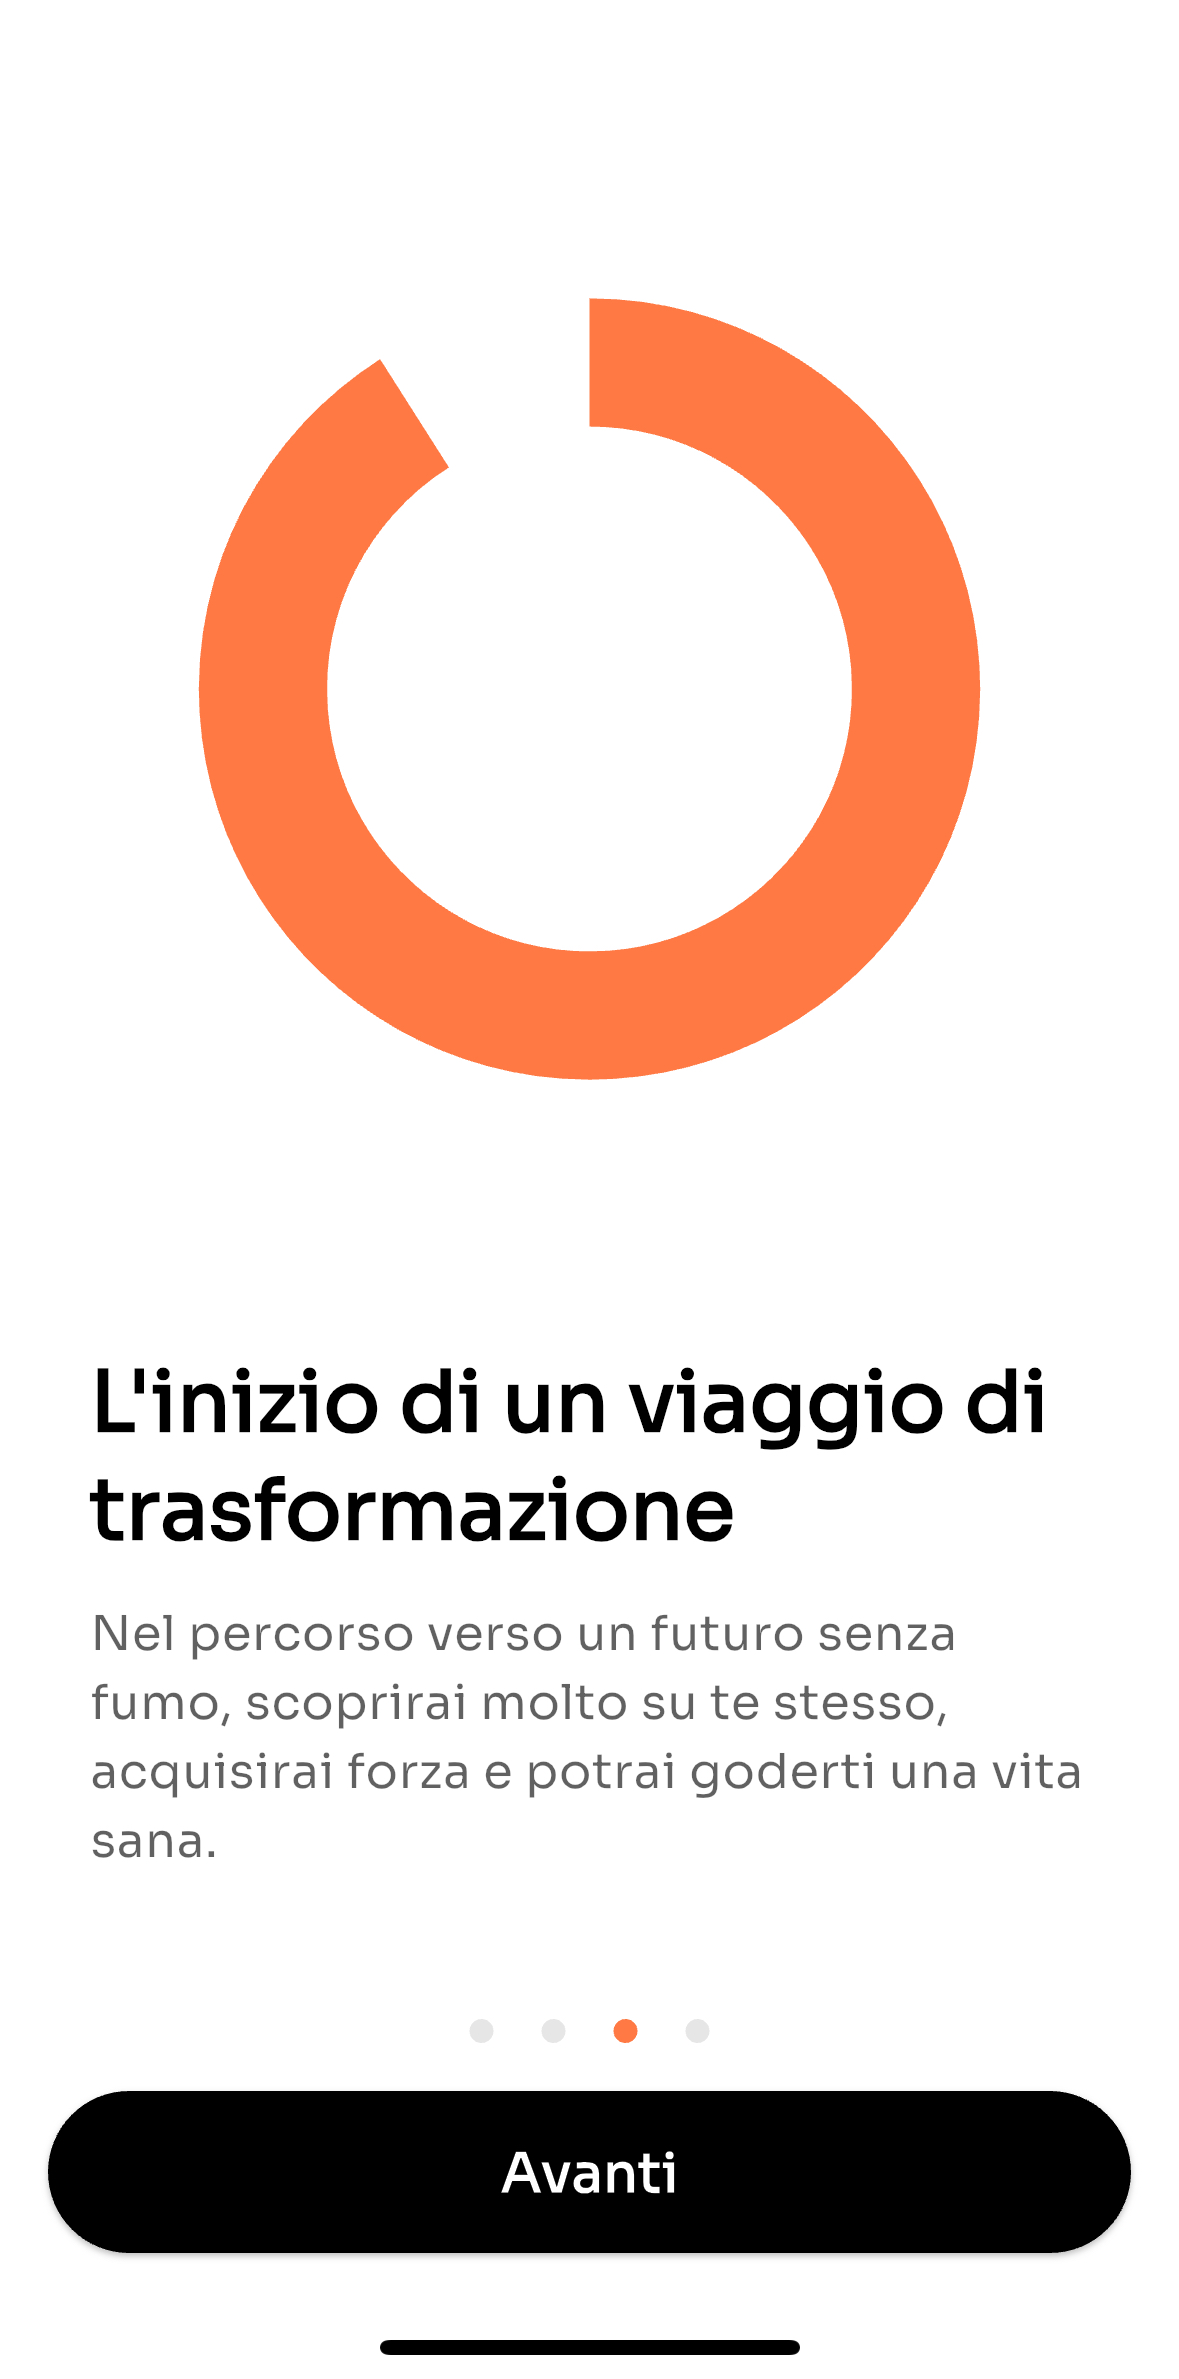 L'inizio di un viaggio di
trasformazione
Nel percorso verso un futuro senza
fumo, scoprirai molto su te stesso,
acquisirai forza e potrai goderti una vita
sana.
Avanti